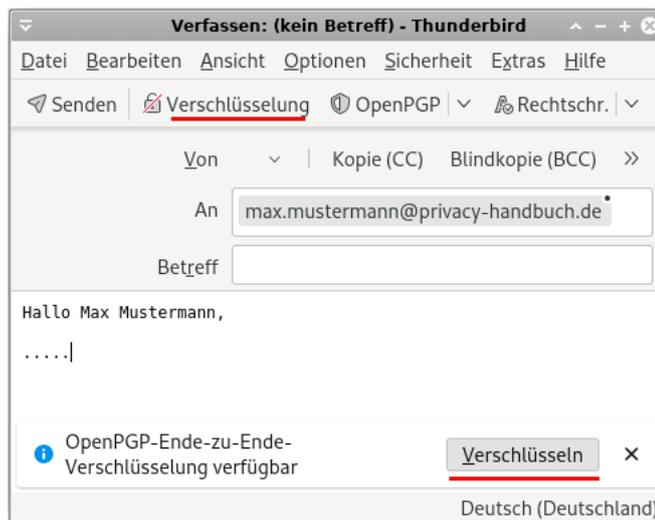 Verfassen: (kein Betreff) - Thunderbird
Datei Bearbeiten Ansicht Optionen Sicherheit Extras Hilfe
Senden Verschlüsselung OpenPGP Rechtschr.
Von Kopie (CC) Blindkopie (BCC) »
An max.mustermann@privacy-handbuch.de
Betreff
Hallo Max Mustermann,
.....
OpenPGP-Ende-zu-Ende-
Verschlüsselung verfügbar
Verschlüsseln
Deutsch (Deutschland)